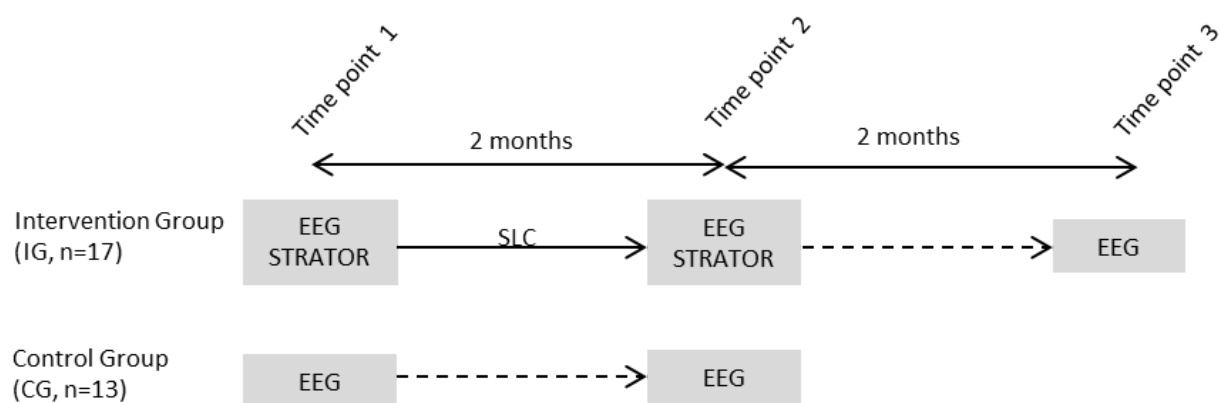 Time point 1
Time point 2
Time point 3
2 months
2 months
Intervention Group
(IG, n=17)
EEG
STRATOR
SLC
EEG
STRATOR
EEG
Control Group
(CG, n=13)
EEG
EEG